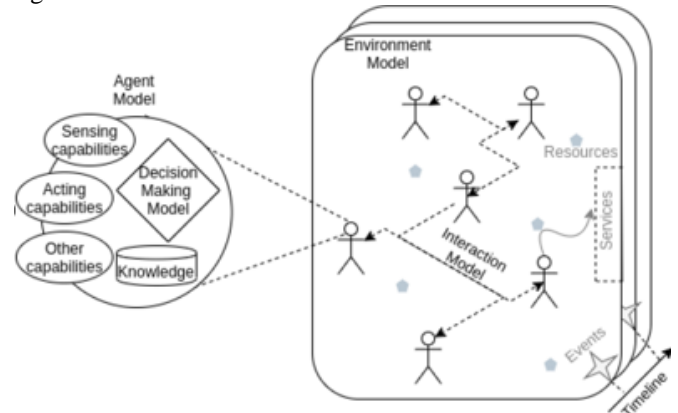 Agent
Model
Sensing
capabilities
Decision
Making
Model
Acting
capabilities
Other
capabilities
Knowledge
Environment
Model
Resources
Services
Interaction
Model
Events
Timeline